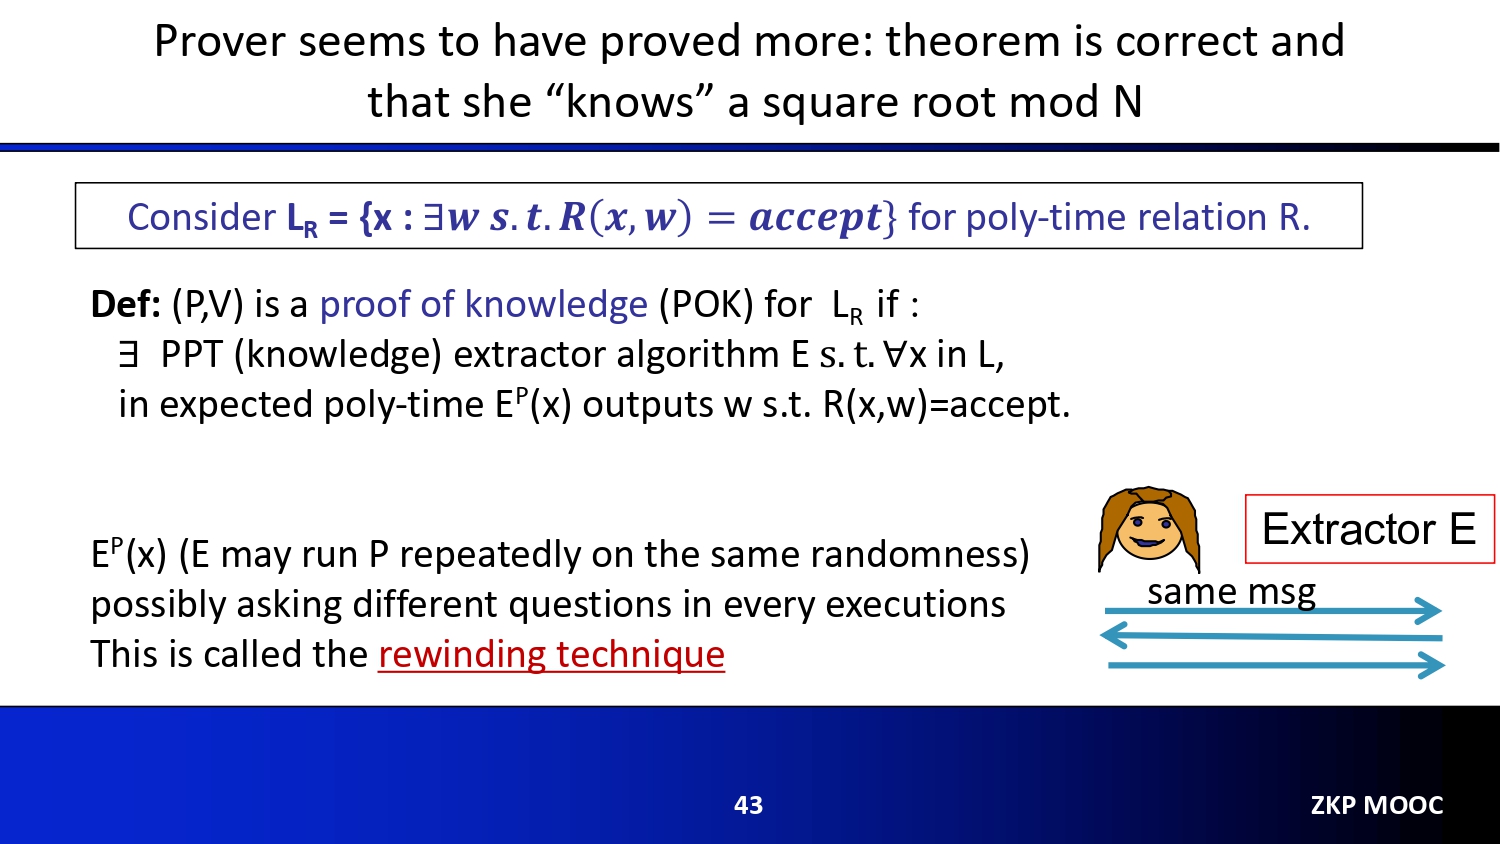 Prover seems to have proved more: theorem is correct and
that she “knows” a square root mod N
Consider L_R = {x : ∃w s.t. R(x, w) = accept} for poly-time relation R.
Def: (P,V) is a proof of knowledge (POK) for L_R if :
∃ PPT (knowledge) extractor algorithm E s. t. ∀x in L,
in expected poly-time E^P(x) outputs w s.t. R(x,w)=accept.
E^P(x) (E may run P repeatedly on the same randomness)
possibly asking different questions in every executions
This is called the rewinding technique
Extractor E
same msg
43
ZKP MOOC